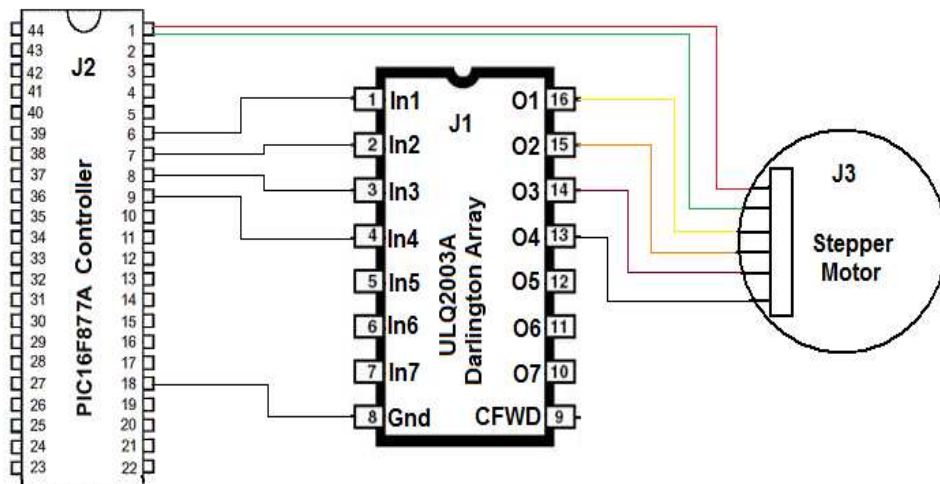 44 1
43 2
42 3
41 4
40 5
39 6
38 7
37 8
36 9
35 10
34 11
33 12
32 13
31 14
30 15
29 16
28 17
27 18
26 19
25 20
24 21
23 22
J2
PIC16F877A Controller
1 In1 O1 16
2 In2 O2 15
3 In3 O3 14
4 In4 O4 13
5 In5 O5 12
6 In6 O6 11
7 In7 O7 10
8 Gnd CFWD 9
J1
ULQ2003A
Darlington Array
J3
Stepper
Motor